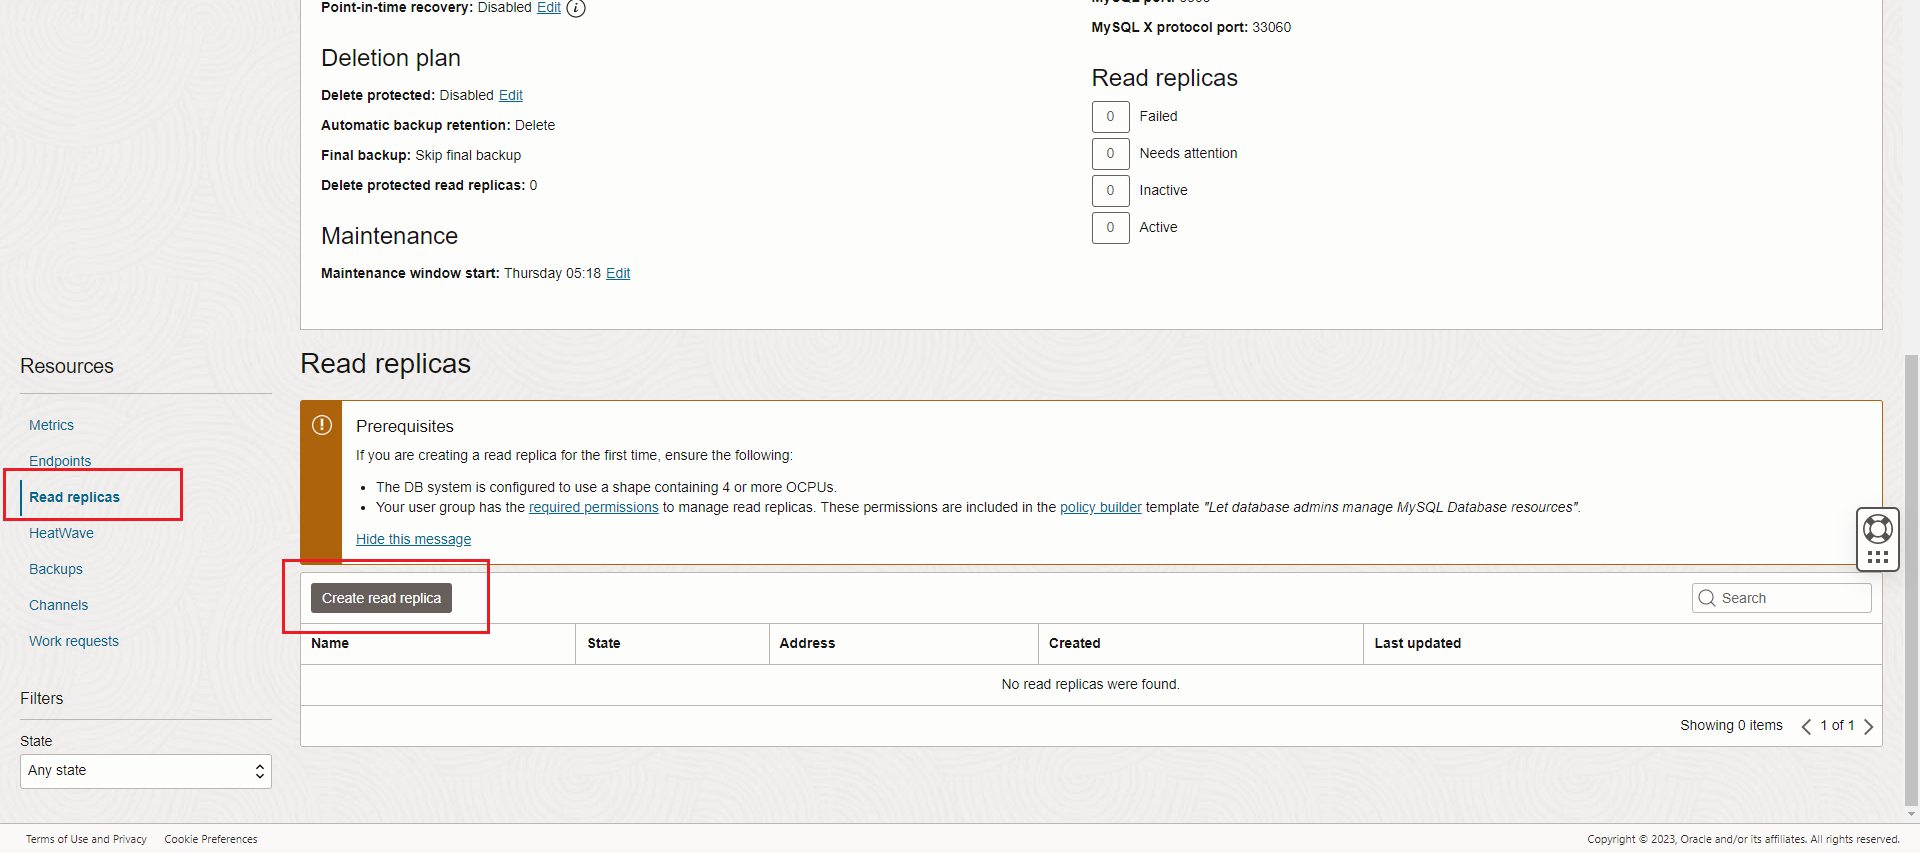 Point-in-time recovery: Disabled Edit
MySQL X protocol port: 33060
Deletion plan
Delete protected: Disabled Edit
Automatic backup retention: Delete
Final backup: Skip final backup
Delete protected read replicas: 0
Maintenance
Maintenance window start: Thursday 05:18 Edit
Read replicas
0 Failed
0 Needs attention
0 Inactive
0 Active
Resources
Metrics
Endpoints
Read replicas
HeatWave
Backups
Channels
Work requests
Filters
State
Any state
Read replicas
Prerequisites
If you are creating a read replica for the first time, ensure the following:
• The DB system is configured to use a shape containing 4 or more OCPUs.
• Your user group has the required permissions to manage read replicas. These permissions are included in the policy builder template "Let database admins manage MySQL Database resources".
Hide this message
Create read replica
Search
Name State Address Created Last updated
No read replicas were found.
Showing 0 items 1 of 1
Terms of Use and Privacy Cookie Preferences
Copyright © 2023, Oracle and/or its affiliates. All rights reserved.